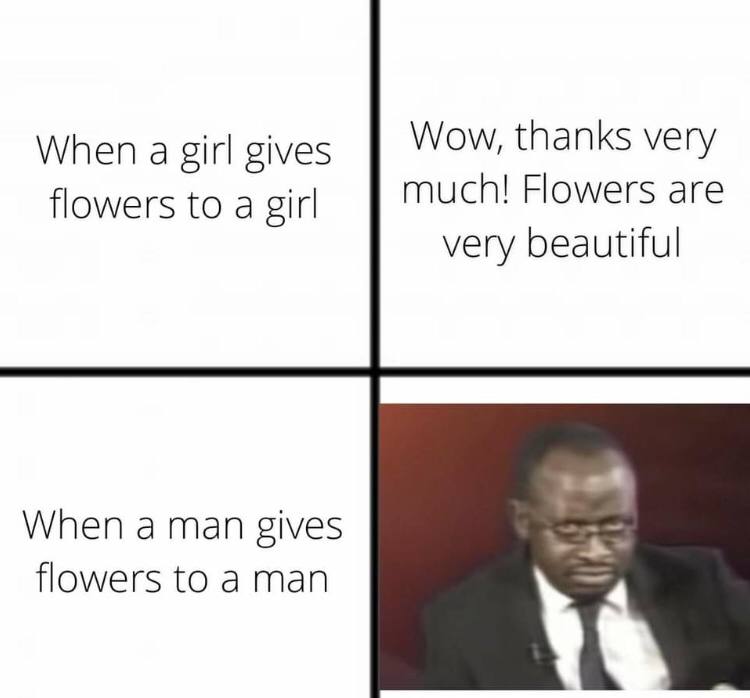 When a girl gives
flowers to a girl
Wow, thanks very
much! Flowers are
very beautiful
When a man gives
flowers to a man